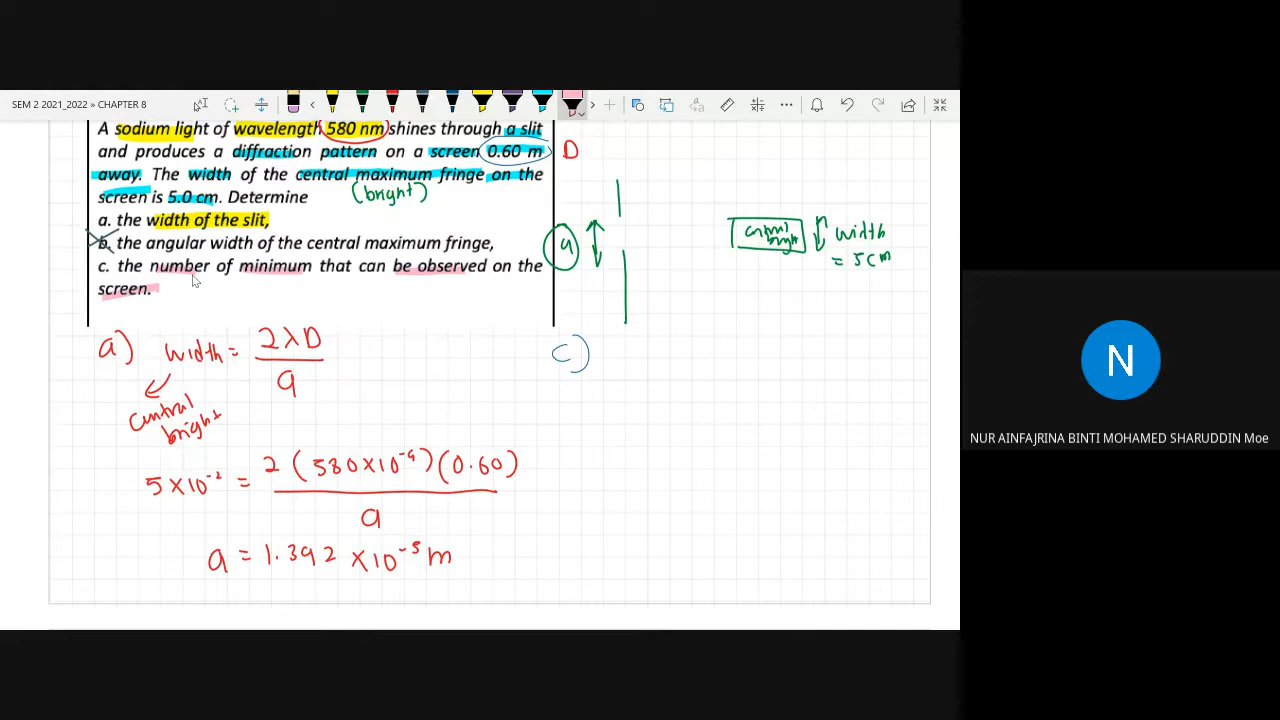 SEM 2 2021_2022 » CHAPTER 8
A sodium light of wavelength 580 nm shines through a slit
and produces a diffraction pattern on a screen 0.60 m
away. The width of the central maximum fringe on the
screen is 5.0 cm. Determine
(bright)
a. the width of the slit,
b. the angular width of the central maximum fringe,
c. the number of minimum that can be observed on the
screen.
D
a
central
bright
width
= 5cm
a) width = 2λD
a
central
bright
5 x 10⁻² = 2 (580 x 10⁻⁹)(0.60)
a
a = 1.392 x 10⁻⁵ m
c)
N
NUR AINFAJRINA BINTI MOHAMED SHARUDDIN Moe